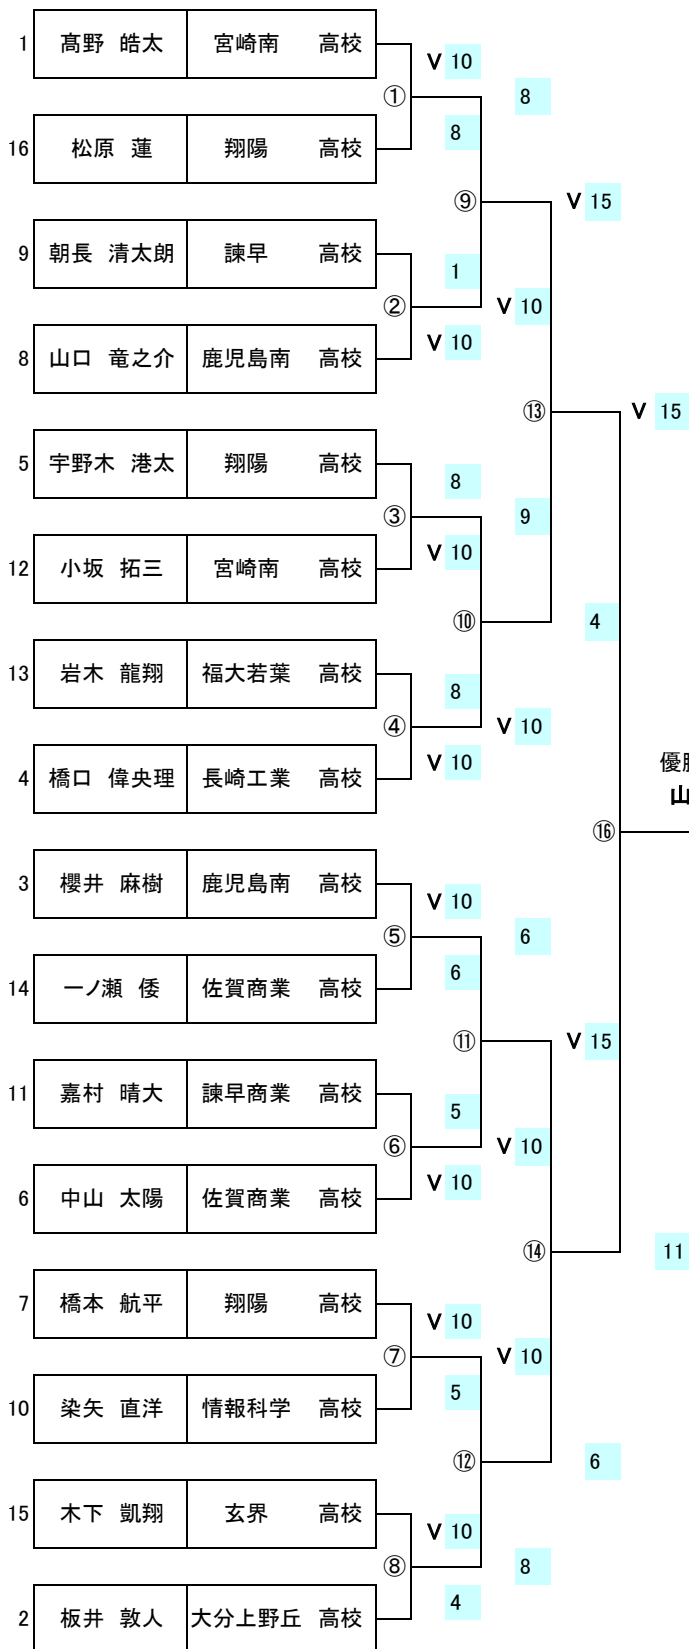 1 髙野 皓太 宮崎南 高校
V 10
① 8
8
16 松原 蓮 翔陽 高校
⑨ V 15
9 朝長 清太朗 諫早 高校
1
② V 10
V 10
8 山口 竜之介 鹿児島南 高校
⑬ V 15
5 宇野木 港太 翔陽 高校
8
③ 9
V 10
12 小坂 拓三 宮崎南 高校
⑩ 4
13 岩木 龍翔 福大若葉 高校
8
④ V 10
V 10
4 橋口 偉央理 長崎工業 高校
優
山
⑯
3 櫻井 麻樹 鹿児島南 高校
V 10
⑤ 6
6
14 一ノ瀬 倭 佐賀商業 高校
⑪ V 15
11 嘉村 晴大 諫早商業 高校
5
⑥ V 10
V 10
6 中山 太陽 佐賀商業 高校
⑭ 11
7 橋本 航平 翔陽 高校
V 10
⑦ V 10
5
10 染矢 直洋 情報科学 高校
⑫ 6
15 木下 凱翔 玄界 高校
V 10
⑧ 8
4
2 板井 敦人 大分上野丘 高校